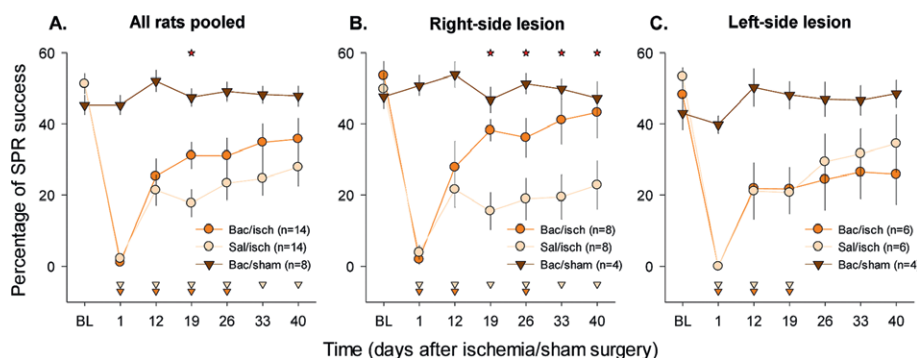 A. All rats pooled
B. Right-side lesion
C. Left-side lesion
Percentage of SPR success
60
40
20
0
Bac/isch (n=14)
Sal/isch (n=14)
Bac/sham (n=8)
BL 1 12 19 26 33 40
60
40
20
0
Bac/isch (n=8)
Sal/isch (n=8)
Bac/sham (n=4)
BL 1 12 19 26 33 40
60
40
20
0
Bac/isch (n=6)
Sal/isch (n=6)
Bac/sham (n=4)
BL 1 12 19 26 33 40
Time (days after ischemia/sham surgery)